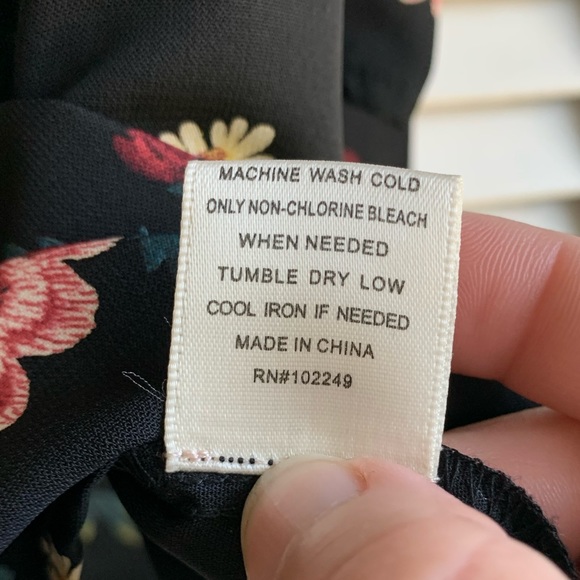 MACHINE WASH COLD
ONLY NON-CHLORINE BLEACH
WHEN NEEDED
TUMBLE DRY LOW
COOL IRON IF NEEDED
MADE IN CHINA
RN#102249